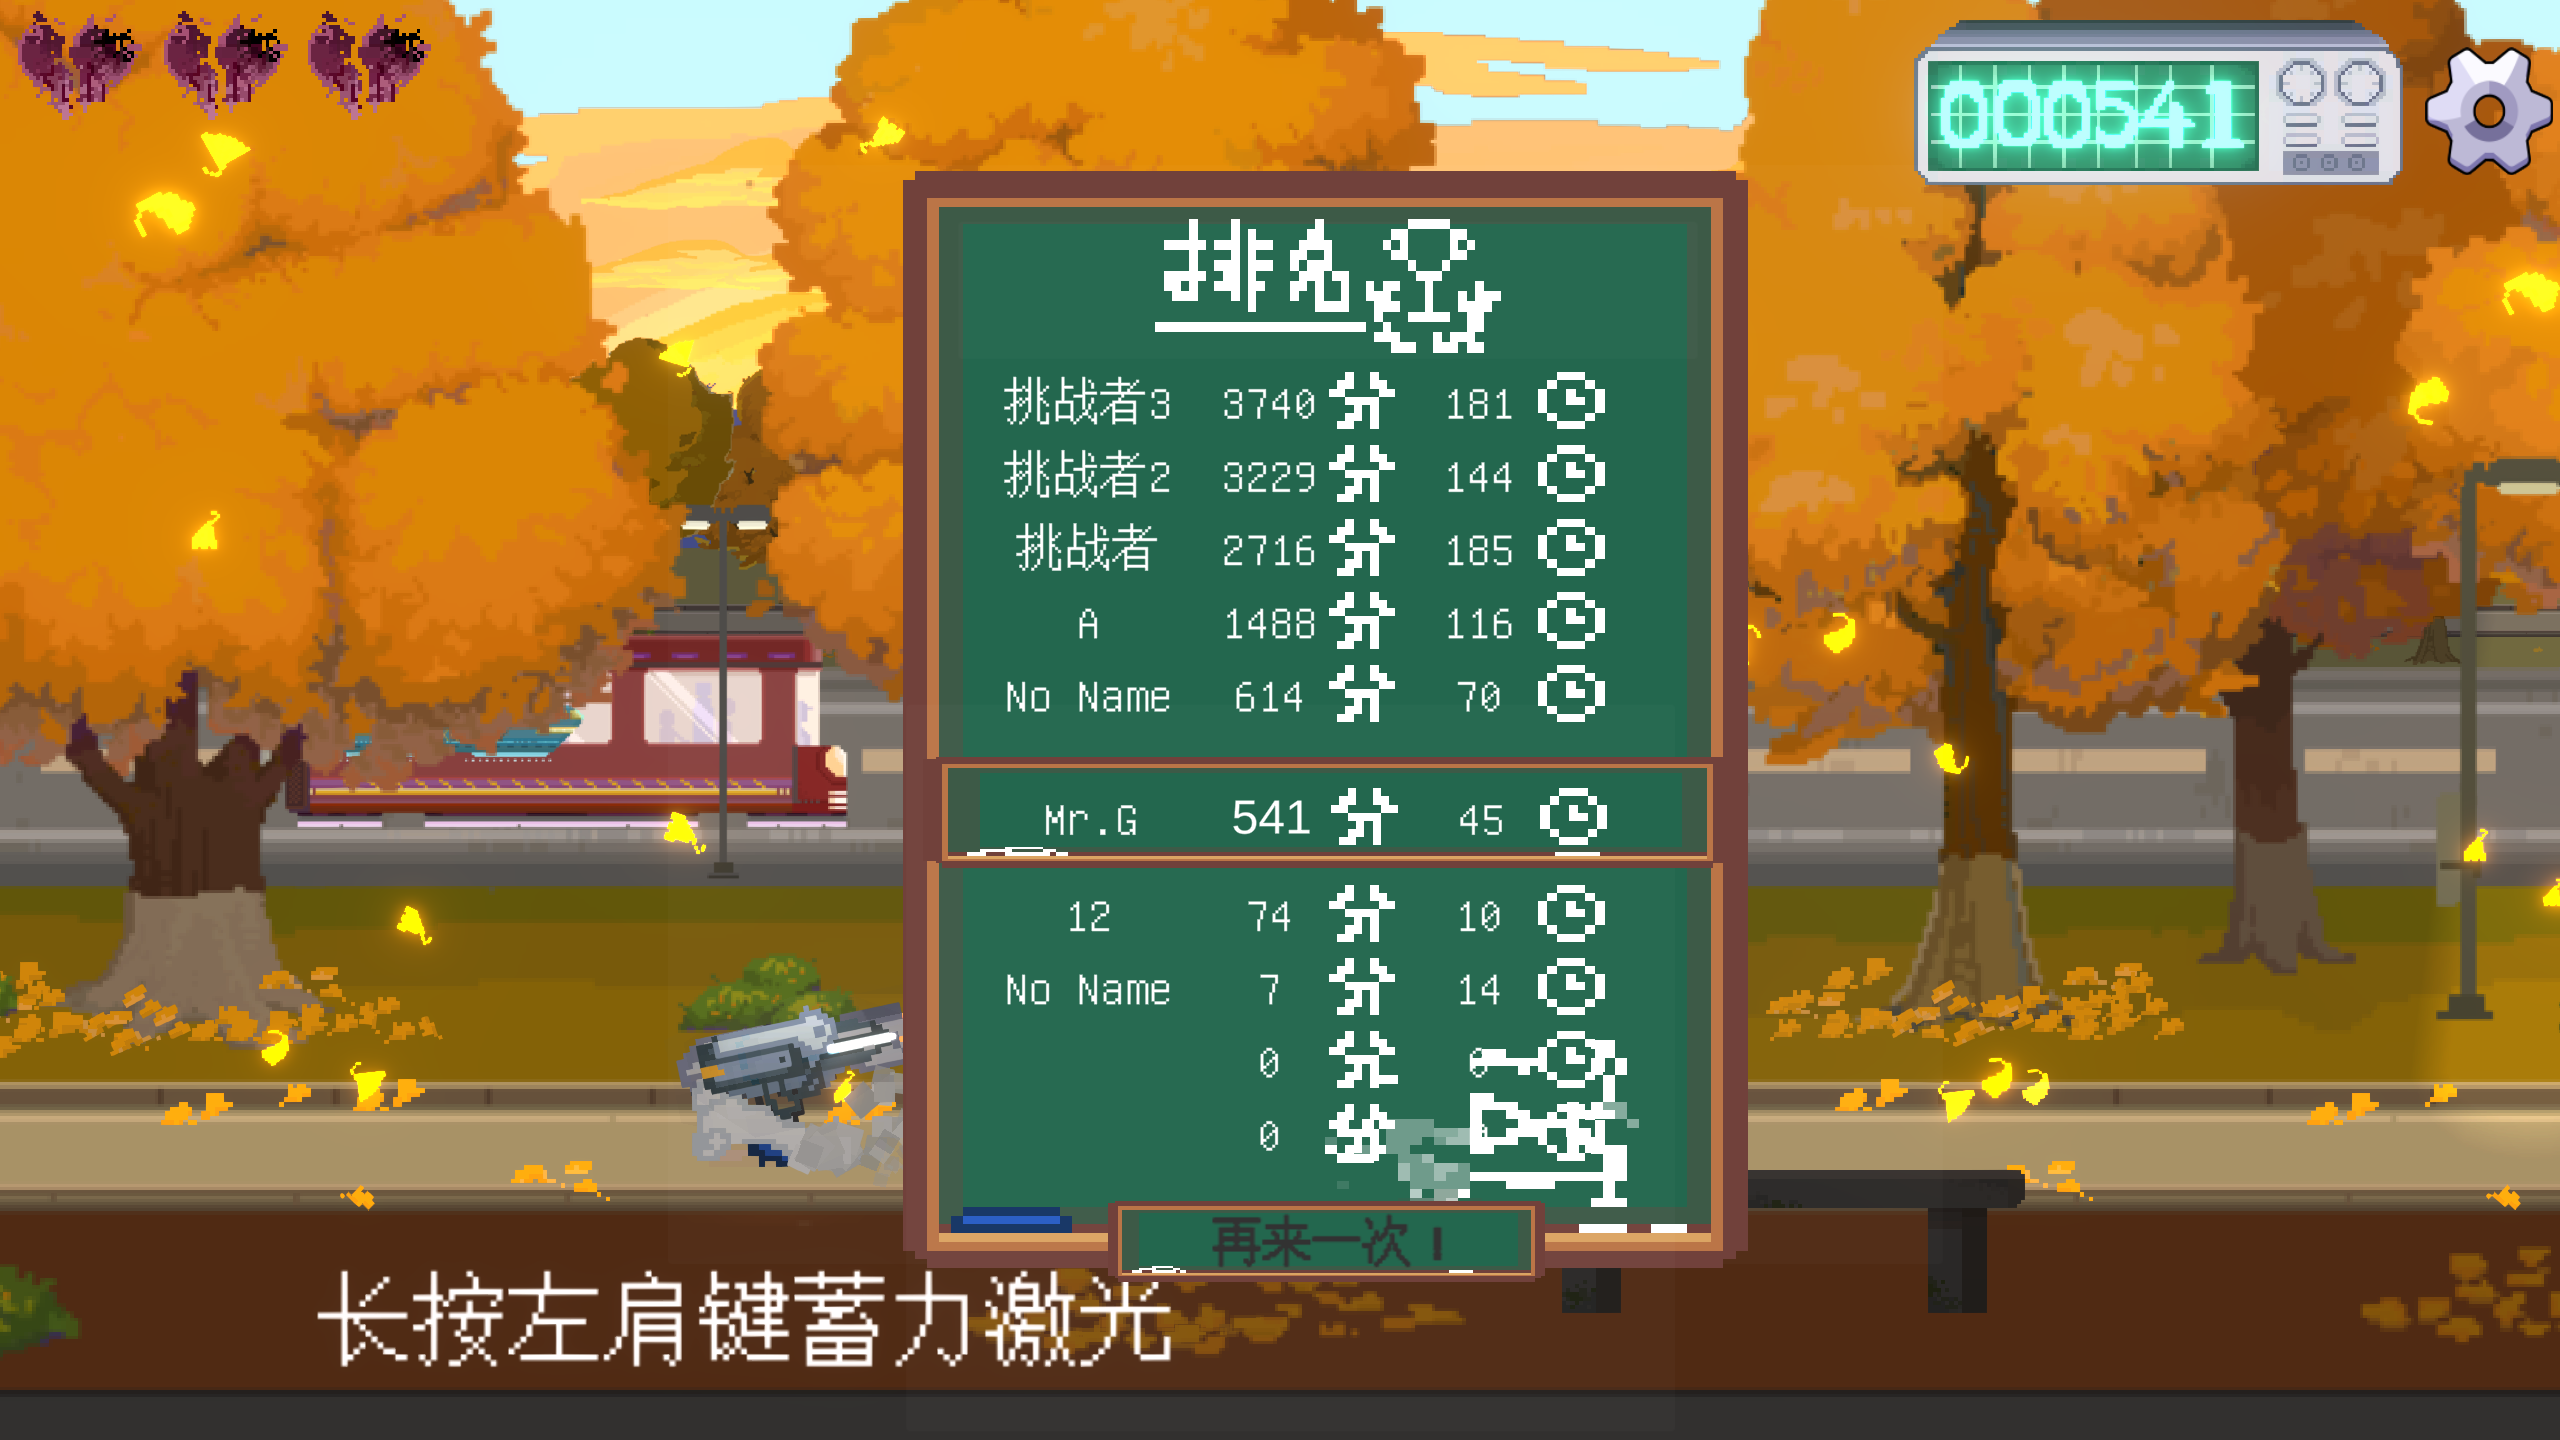 000541
排名
挑战者3 3740 分 181
挑战者2 3229 分 144
挑战者 2716 分 185
A 1488 分 116
No Name 614 分 70
Mr.G 541 分 45
12 74 分 10
No Name 7 分 14
0 分 0
0 分
再来一次！
长按左肩键蓄力激光